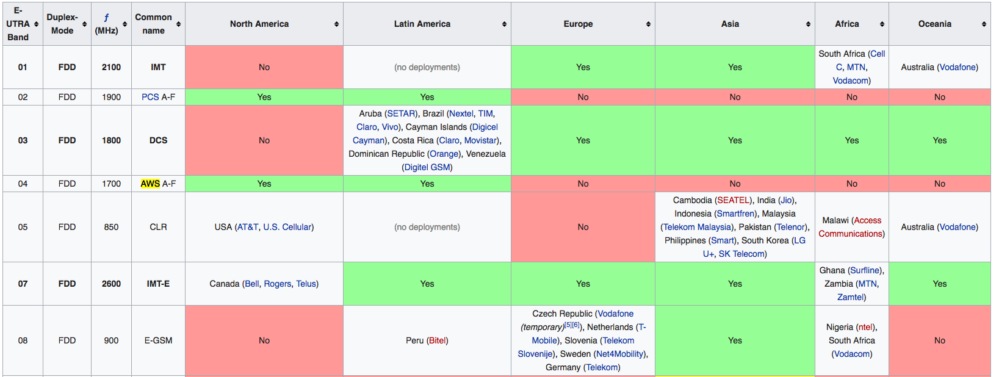 E-UTRA Band Duplex-Mode ƒ (MHz) Common name North America Latin America Europe Asia Africa Oceania
01 FDD 2100 IMT No (no deployments) Yes Yes South Africa (Cell C, MTN, Vodacom) Australia (Vodafone)
02 FDD 1900 PCS A-F Yes Yes No No No No
03 FDD 1800 DCS No Aruba (SETAR), Brazil (Nextel, TIM, Claro, Vivo), Cayman Islands (Digicel Cayman), Costa Rica (Claro, Movistar), Dominican Republic (Orange), Venezuela (Digitel GSM) Yes Yes Yes Yes
04 FDD 1700 AWS A-F Yes Yes No No No No
05 FDD 850 CLR USA (AT&T, U.S. Cellular) (no deployments) No Cambodia (SEATEL), India (Jio), Indonesia (Smartfren), Malaysia (Telekom Malaysia), Pakistan (Telenor), Philippines (Smart), South Korea (LG U+, SK Telecom) Malawi (Access Communications) Australia (Vodafone)
07 FDD 2600 IMT-E Canada (Bell, Rogers, Telus) Yes Yes Yes Ghana (Surfline), Zambia (MTN, Zamtel) Yes
08 FDD 900 E-GSM No Peru (Bitel) Czech Republic (Vodafone (temporary)[5][6]), Netherlands (T-Mobile), Slovenia (Telekom Slovenije), Sweden (Net4Mobility), Germany (Telekom) Yes Nigeria (ntel), South Africa (Vodacom) No